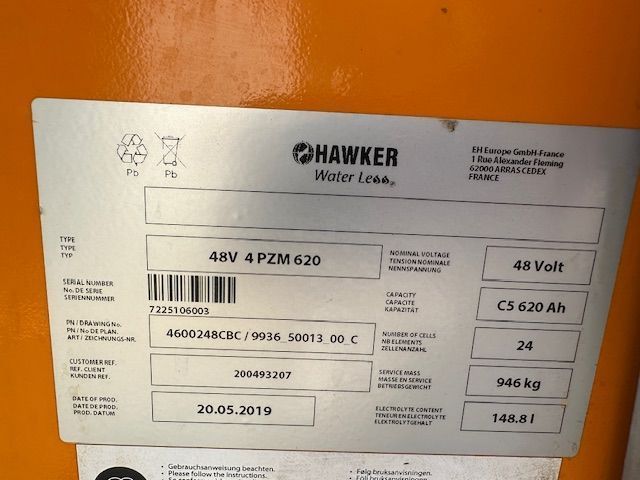 Pb Pb
HAWKER
Water Less
EH Europe GmbH-France
1 Rue Alexander Fleming
62000 ARRAS CEDEX
FRANCE
TYPE
TYPE
TYP
48V 4 PZM 620
NOMINAL VOLTAGE
TENSION NOMINALE
NENNSPANNUNG
48 Volt
SERIAL NUMBER
No. DE SÉRIE
SERIENNUMMER
7225106003
CAPACITY
CAPACITE
KAPAZITÄT
C5 620 Ah
PN / DRAWING No.
PN / No DE PLAN.
ART / ZEICHNUNGS-NR.
4600248CBC / 9936_50013_00_C
NUMBER OF CELLS
NB ELEMENTS
ZELLENANZAHL
24
CUSTOMER REF.
REF. CLIENT
KUNDEN REF.
200493207
SERVICE MASS
MASSE EN SERVICE
BETRIEBSGEWICHT
946 kg
DATE OF PROD.
DATE DE PROD.
PROD. DATUM
20.05.2019
ELECTROLYTE CONTENT
TENEUR EN ELECTROLYTE
ELEKTROLYTGEHALT
148.8 l
• Gebrauchsanweisung beachten.
• Please follow the instructions.
• Følg bruksanvisningen.
• Följ bruksanvisningen.